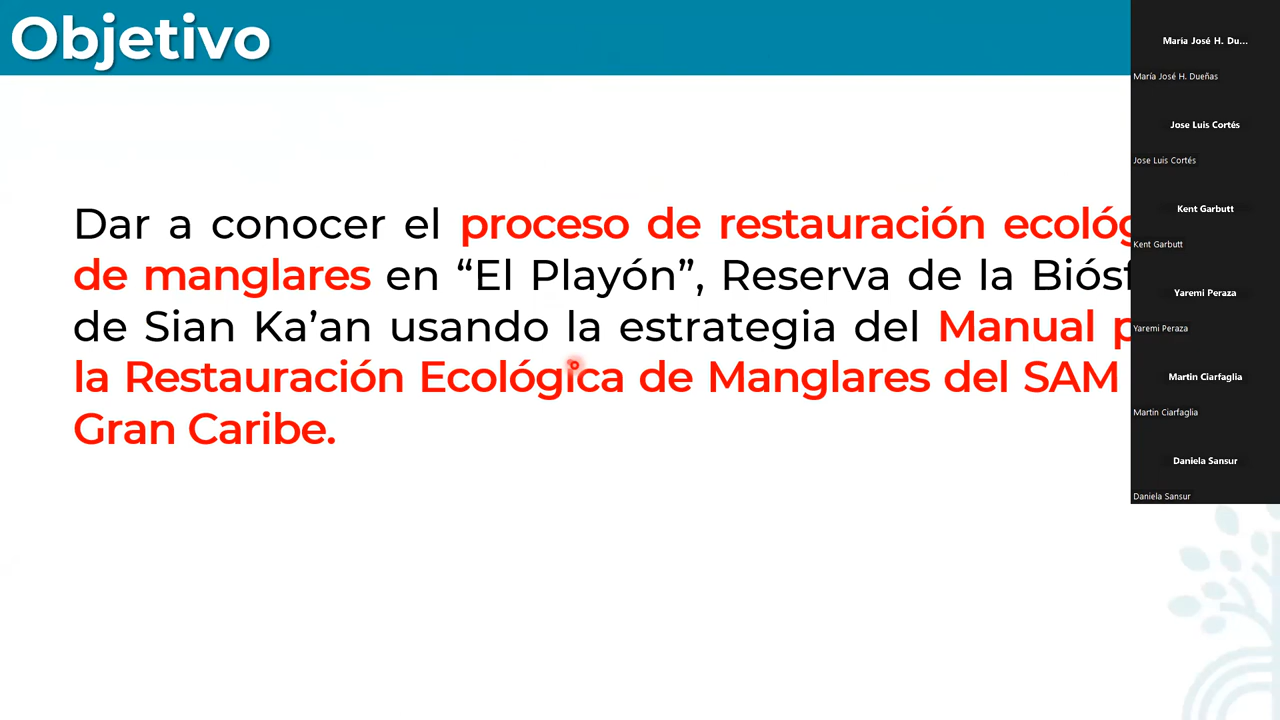 Objetivo
Dar a conocer el proceso de restauración
de manglares en “El Playón”, Reserva de la
de Sian Ka’an usando la estrategia del Manual
la Restauración Ecológica de Manglares del SAM
Gran Caribe.
Maria José H. Du...
María José H. Dueñas
Jose Luis Cortés
Jose Luis Cortés
Kent Garbutt
Kent Garbutt
Yaremi Peraza
Yaremi Peraza
Martin Ciarfaglia
Martin Ciarfaglia
Daniela Sansur
Daniela Sansur